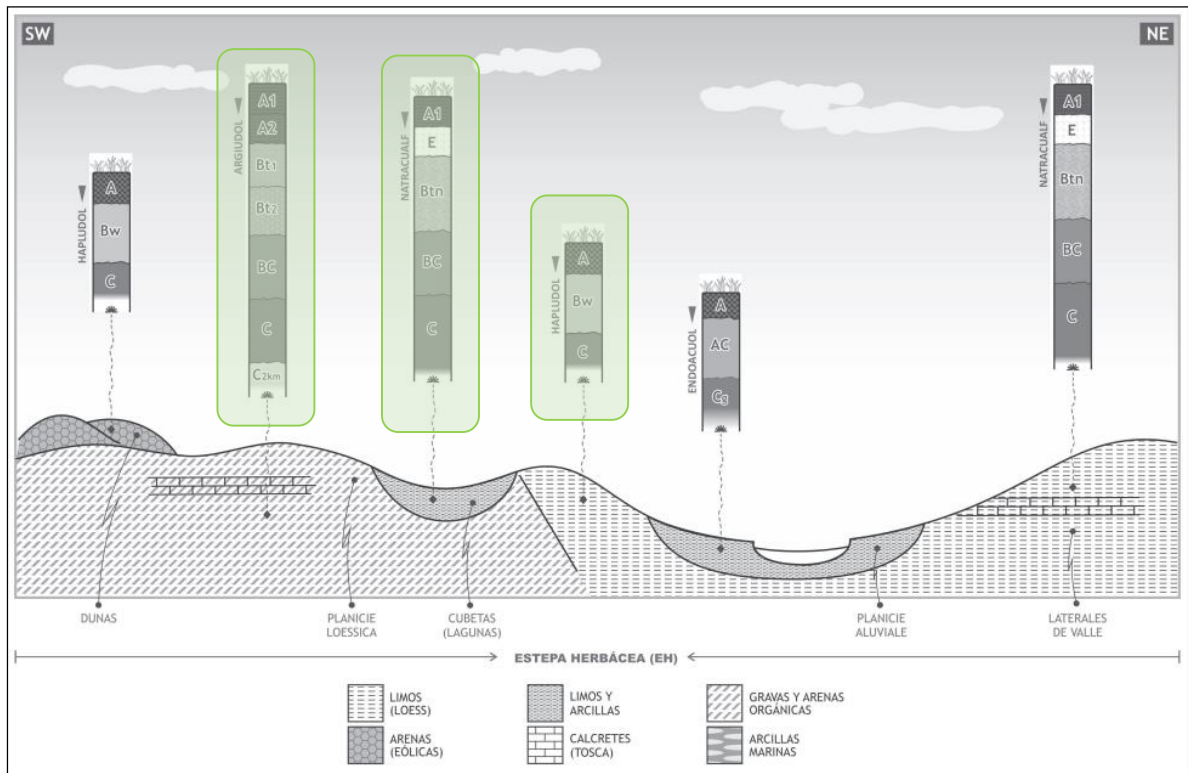 SW
NE
HAPLUDOL
A
Bw
C
ARGIUDOL
A1
A2
Bt1
Bt2
BC
C
C2km
NATRACUALF
A1
E
Btn
BC
C
HAPLUDOL
A
Bw
C
ENDOACUOL
A
AC
Cg
NATRACUALF
A1
E
Btn
BC
C
DUNAS
PLANICIE
LOESSICA
CUBETAS
(LAGUNAS)
PLANICIE
ALUVIALE
LATERALES
DE VALLE
ESTEPA HERBÁCEA (EH)
LIMOS
(LOESS)
LIMOS Y
ARCILLAS
GRAVAS Y ARENAS
ORGÁNICAS
ARENAS
(EÓLICAS)
CALCRETES
(TOSCA)
ARCILLAS
MARINAS